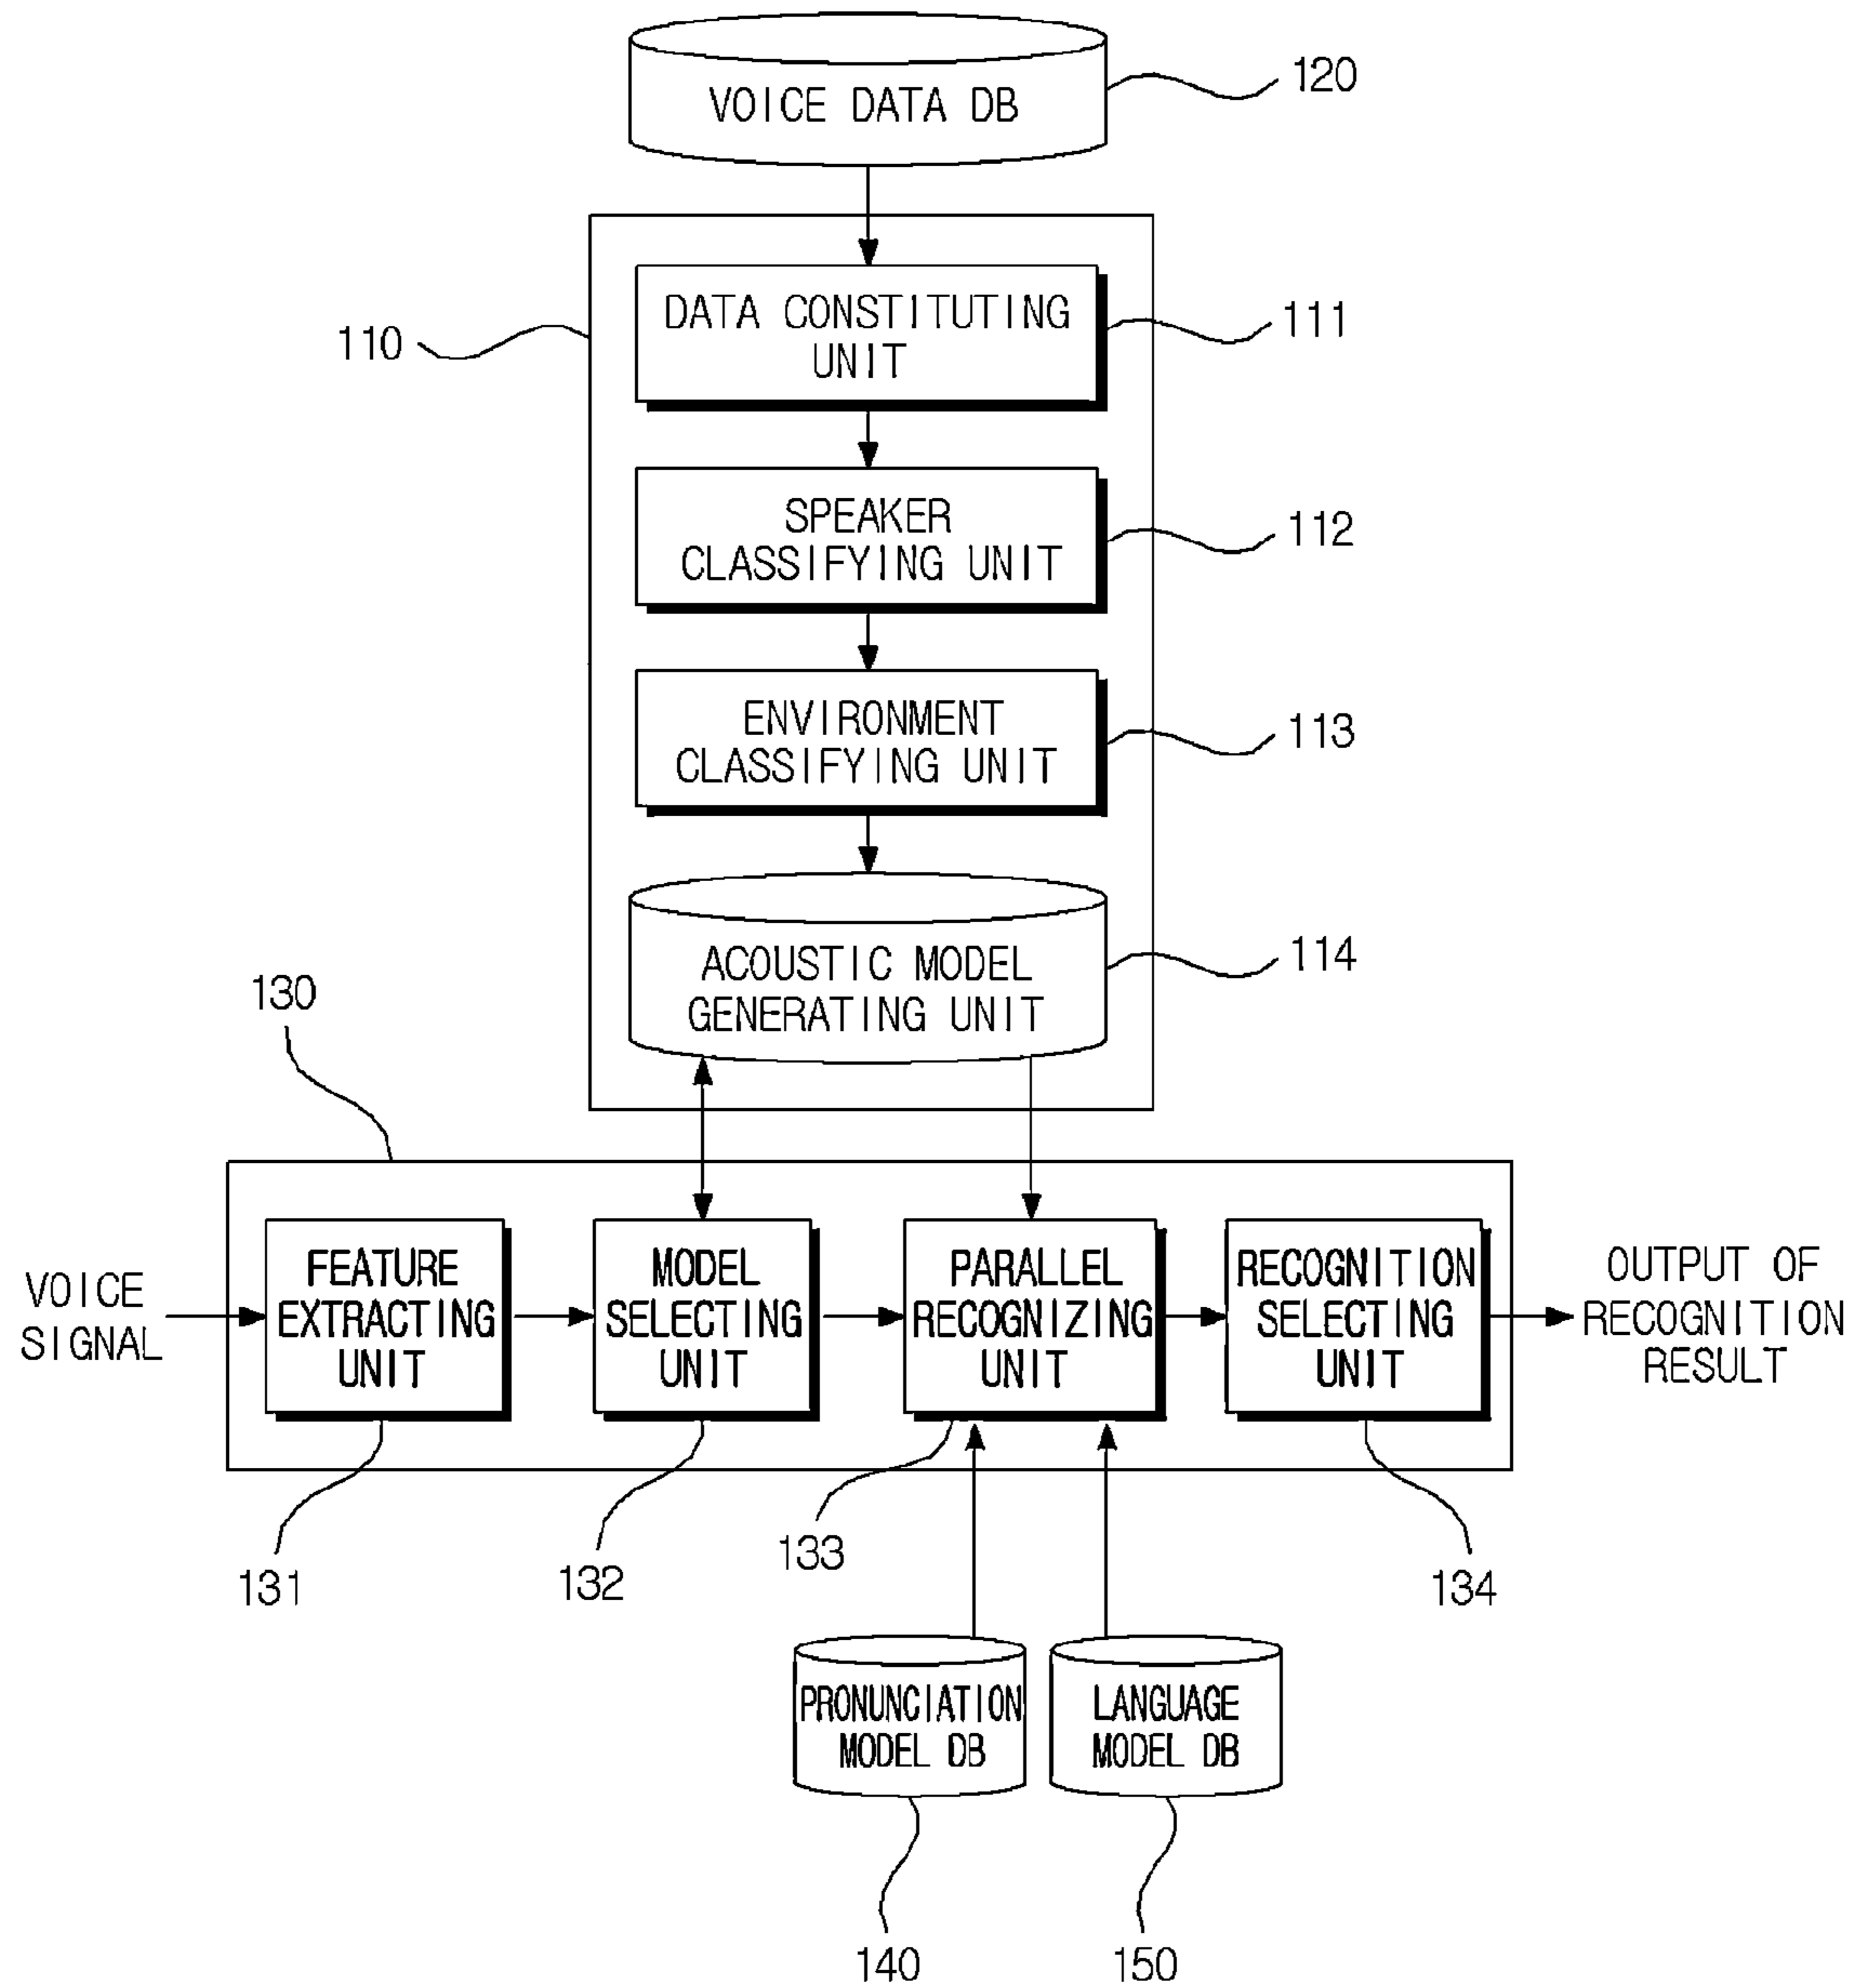 VOICE DATA DB
120
DATA CONSTITUTING
UNIT
111
110
SPEAKER
CLASSIFYING UNIT
112
ENVIRONMENT
CLASSIFYING UNIT
113
ACOUSTIC MODEL
GENERATING UNIT
114
130
VOICE
SIGNAL
FEATURE
EXTRACTING
UNIT
MODEL
SELECTING
UNIT
PARALLEL
RECOGNIZING
UNIT
RECOGNITION
SELECTING
UNIT
OUTPUT OF
RECOGNITION
RESULT
131
132
133
134
PRONUNCIATION
MODEL DB
LANGUAGE
MODEL DB
140
150